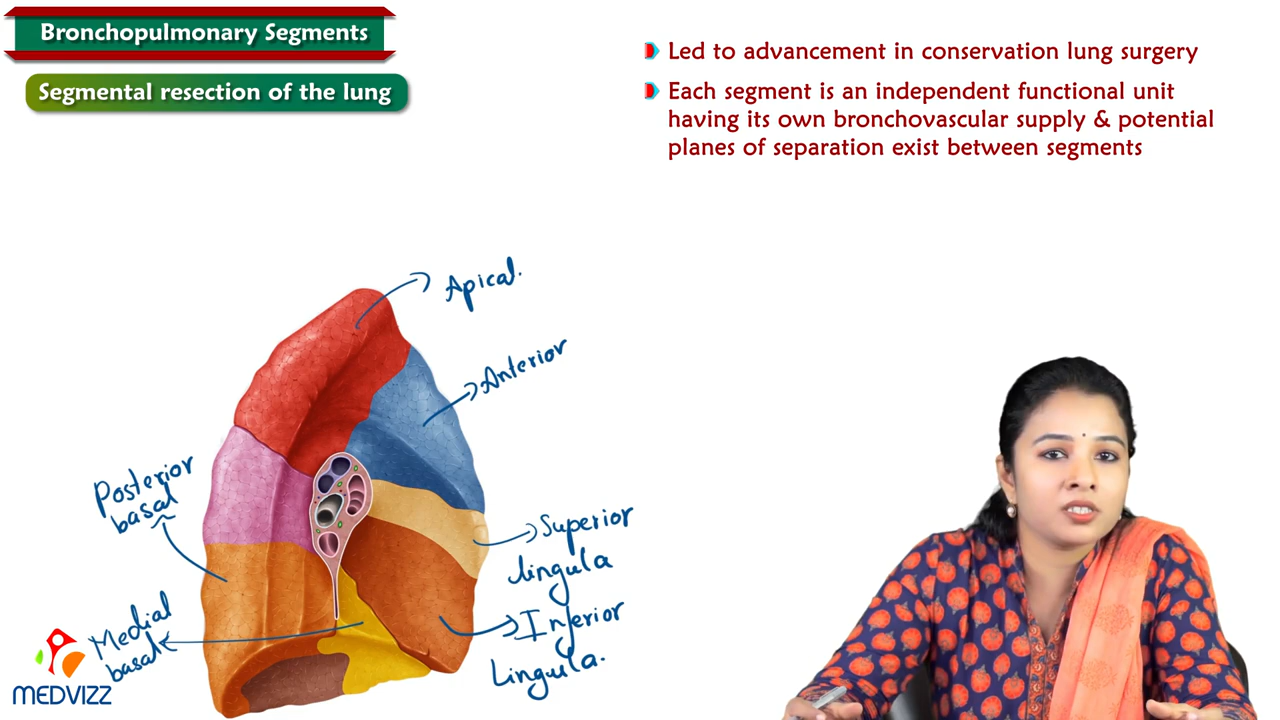 Bronchopulmonary Segments
Segmental resection of the lung
Led to advancement in conservation lung surgery
Each segment is an independent functional unit
having its own bronchovascular supply & potential
planes of separation exist between segments
Apical.
Anterior
Posterior
basal
Superior
lingula
Inferior
Lingula.
Medial
basal
MEDVIZZ